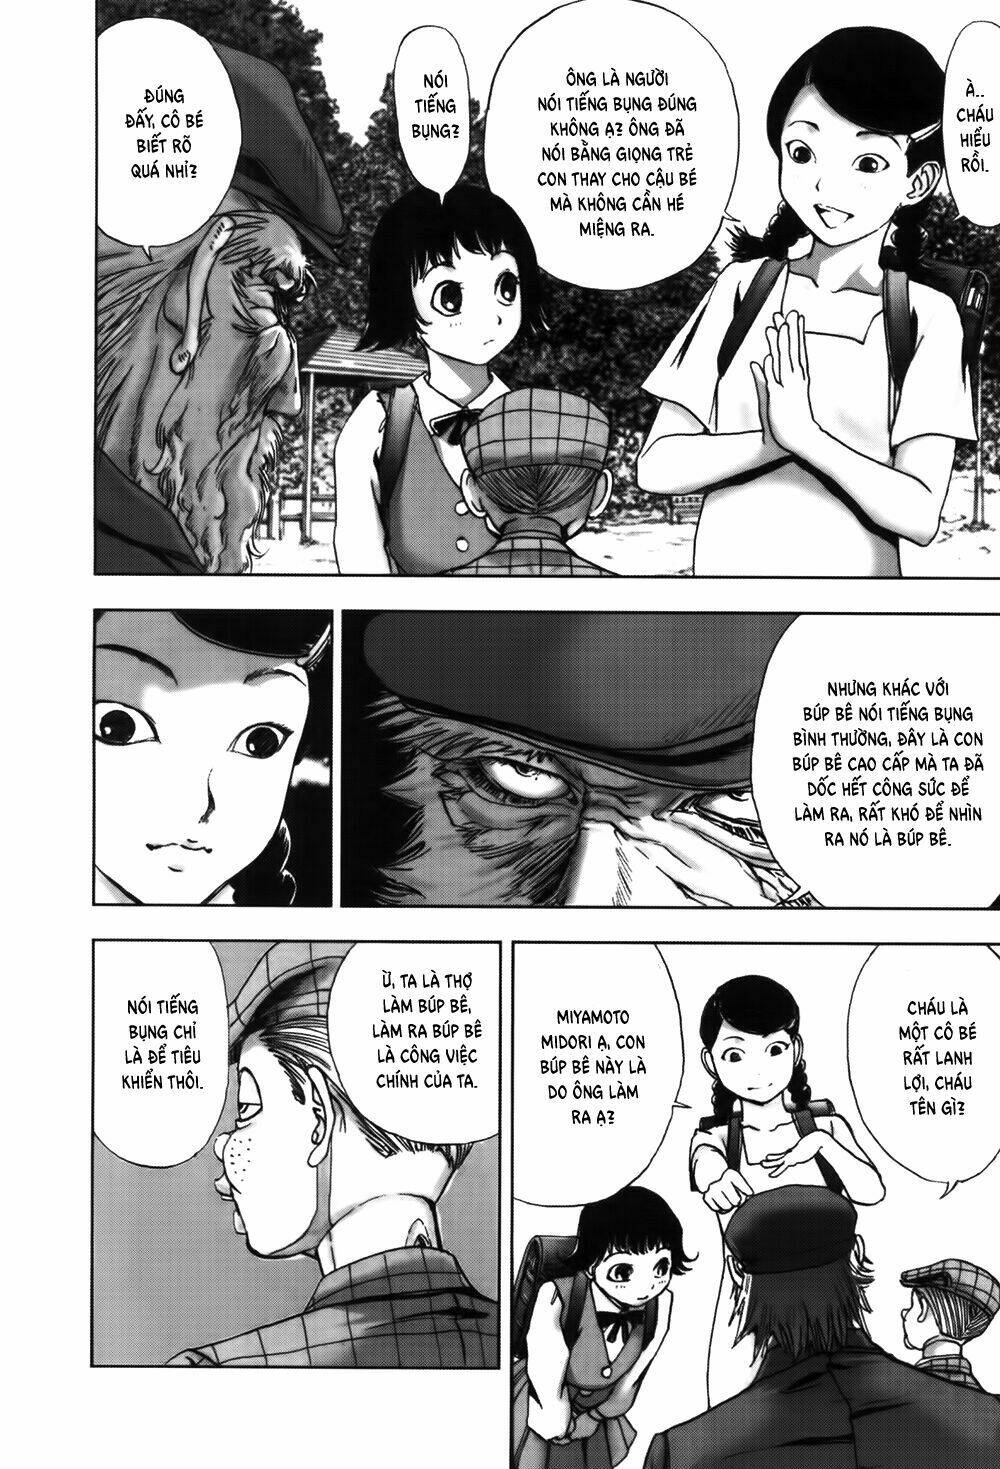 À..
CHÁU
HIỂU
RỒI.
ÔNG LÀ NGƯỜI
NÓI TIẾNG BỤNG ĐÚNG
KHÔNG Ạ? ÔNG ĐÃ
NÓI BẰNG GIỌNG TRẺ
CON THAY CHO CẬU BÉ
MÀ KHÔNG CẦN HÉ
MIỆNG RA.
NÓI
TIẾNG
BỤNG?
ĐÚNG
ĐẤY, CÔ BÉ
BIẾT RÕ
QUÁ NHỈ?
NHƯNG KHÁC VỚI
BÚP BÊ NÓI TIẾNG BỤNG
BÌNH THƯỜNG, ĐÂY LÀ CON
BÚP BÊ CAO CẤP MÀ TA ĐÃ
DỐC HẾT CÔNG SỨC ĐỂ
LÀM RA, RẤT KHÓ ĐỂ NHÌN
RA NÓ LÀ BÚP BÊ.
CHÁU LÀ
MỘT CÔ BÉ
RẤT LANH
LỢI, CHÁU
TÊN GÌ?
MIYAMOTO
MIDORI Ạ, CON
BÚP BÊ NÀY LÀ
DO ÔNG LÀM
RA Ạ?
Ừ, TA LÀ THỢ
LÀM BÚP BÊ,
LÀM RA BÚP BÊ
LÀ CÔNG VIỆC
CHÍNH CỦA TA.
NÓI TIẾNG
BỤNG CHỈ
LÀ ĐỂ TIÊU
KHIỂN THÔI.